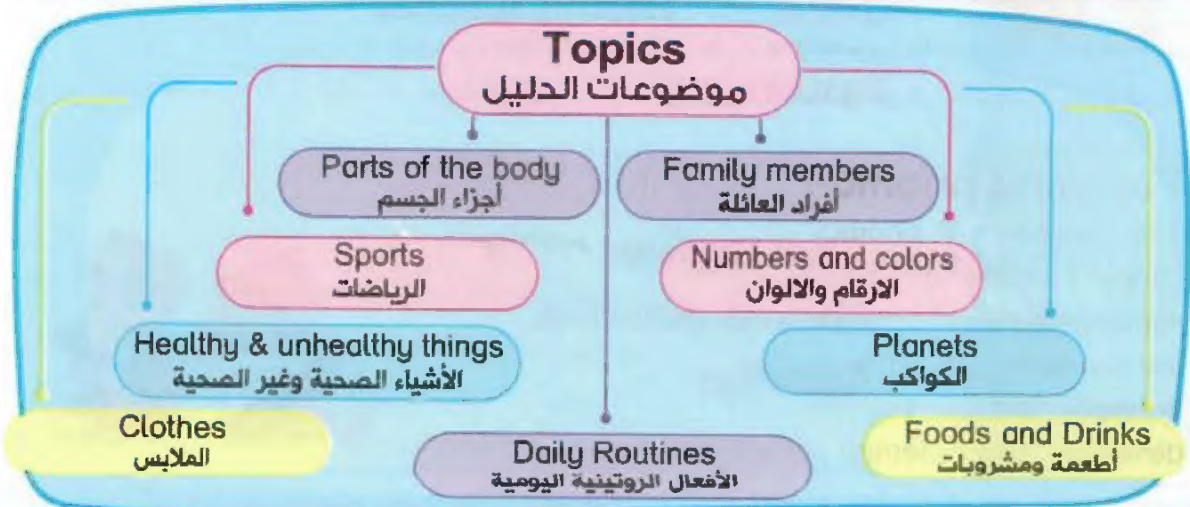 Topics
موضوعات الدليل
Parts of the body
أجزاء الجسم
Family members
أفراد العائلة
Sports
الرياضات
Numbers and colors
الارقام والالوان
Healthy & unhealthy things
الأشياء الصحية وغير الصحية
Planets
الكواكب
Clothes
الملابس
Daily Routines
الأفعال الروتينية اليومية
Foods and Drinks
أطعمة ومشروبات